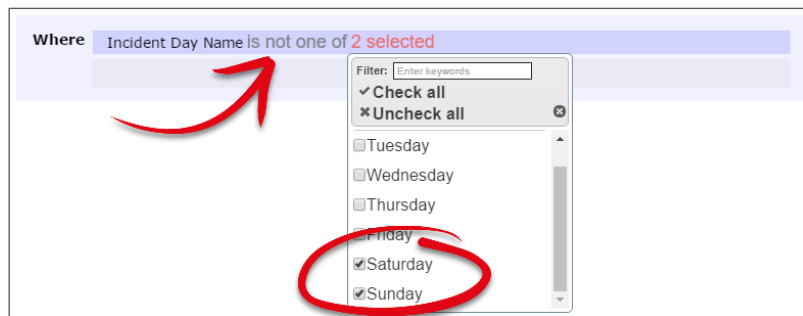 Where Incident Day Name is not one of 2 selected
Filter: Enter keywords
Check all
Uncheck all
Tuesday
Wednesday
Thursday
Friday
Saturday
Sunday